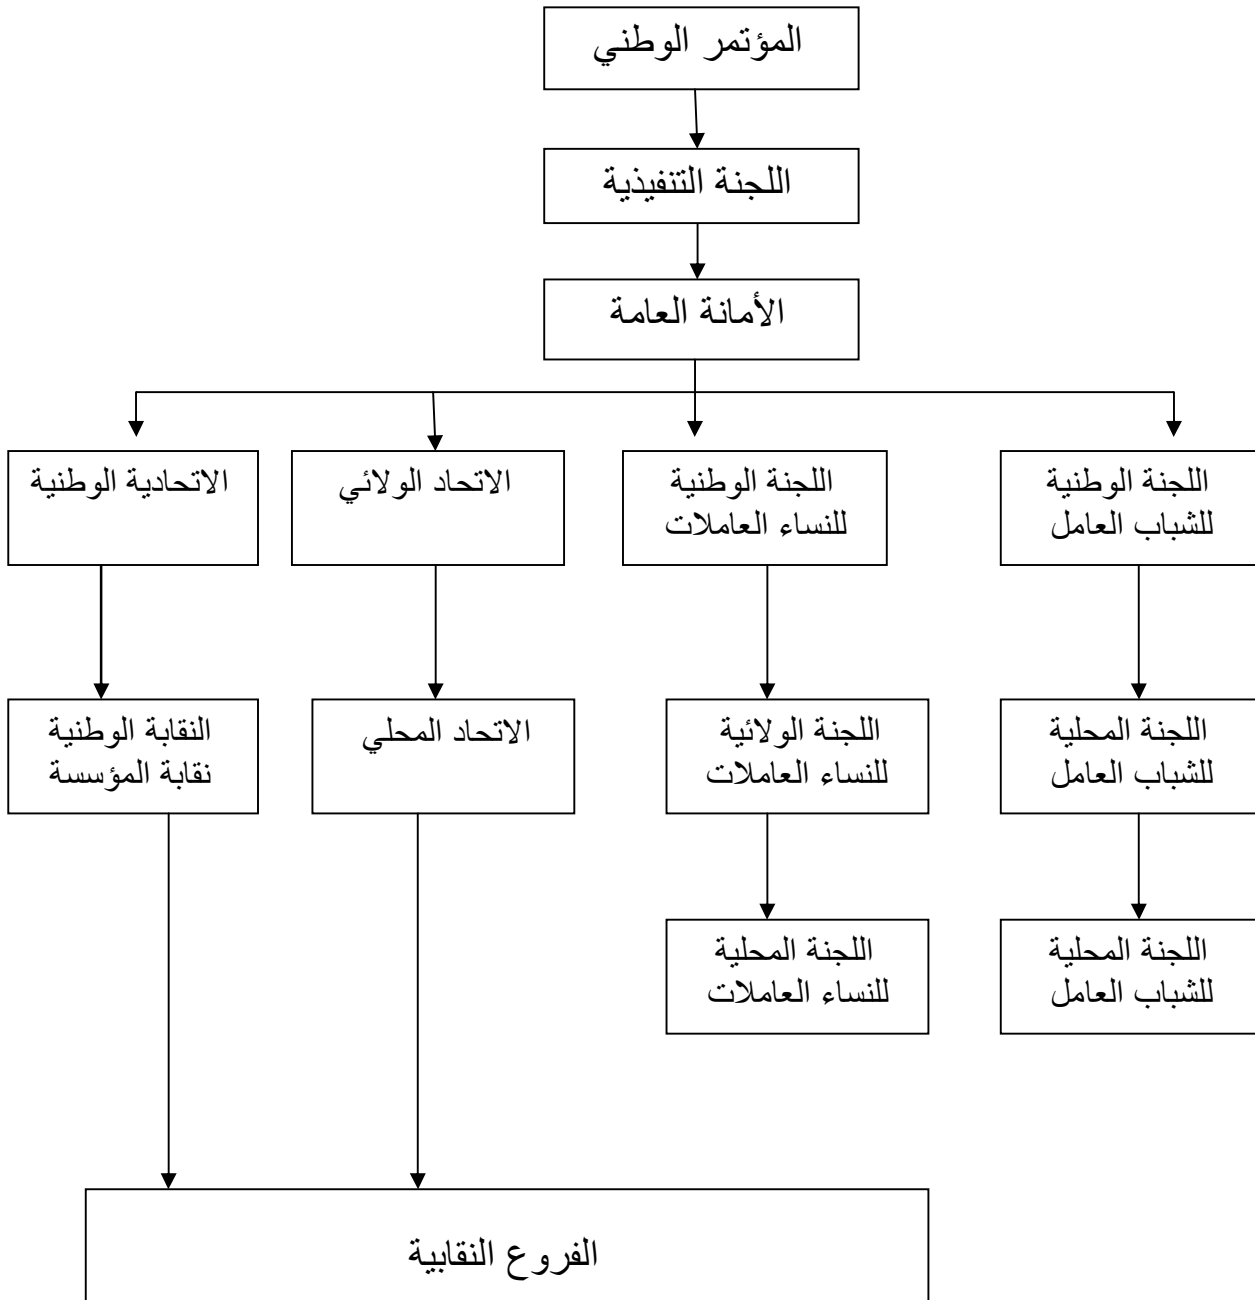 المؤتمر الوطني
اللجنة التنفيذية
الأمانة العامة
اللجنة الوطنية
للشباب العامل
اللجنة الوطنية
للنساء العاملات
الاتحاد الولائي
الاتحادية الوطنية
اللجنة المحلية
للشباب العامل
اللجنة الولائية
للنساء العاملات
الاتحاد المحلي
النقابة الوطنية
نقابة المؤسسة
اللجنة المحلية
للشباب العامل
اللجنة المحلية
للنساء العاملات
الفروع النقابية